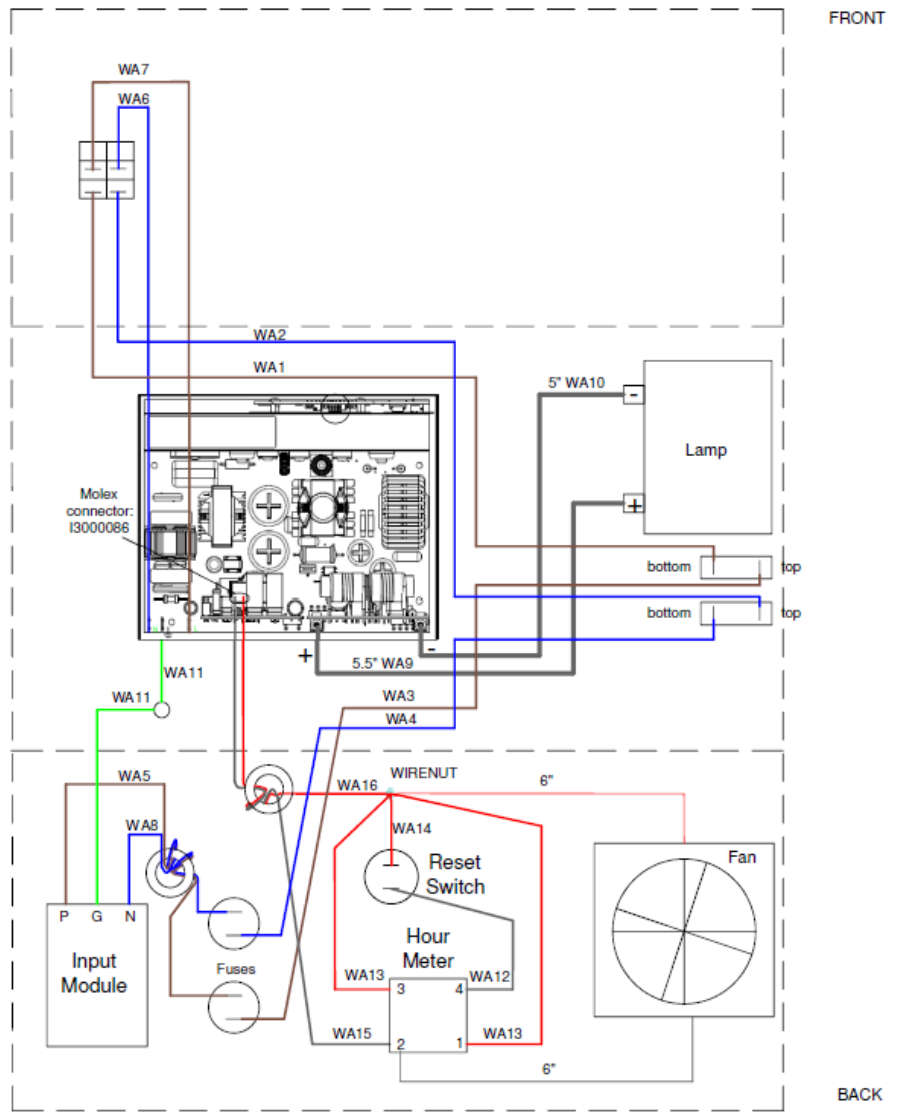 FRONT
WA7
WA6
WA2
WA1
5" WA10
-
Lamp
+
Molex
connector:
I3000086
bottom
top
bottom
top
+
-
5.5" WA9
WA11
WA11
WA3
WA4
WA5
WA16
WIRENUT
6"
WA8
WA14
Reset
Switch
Fan
P G N
Input
Module
Fuses
Hour
Meter
WA13
WA12
3 4
WA15
2 1
WA13
6"
BACK